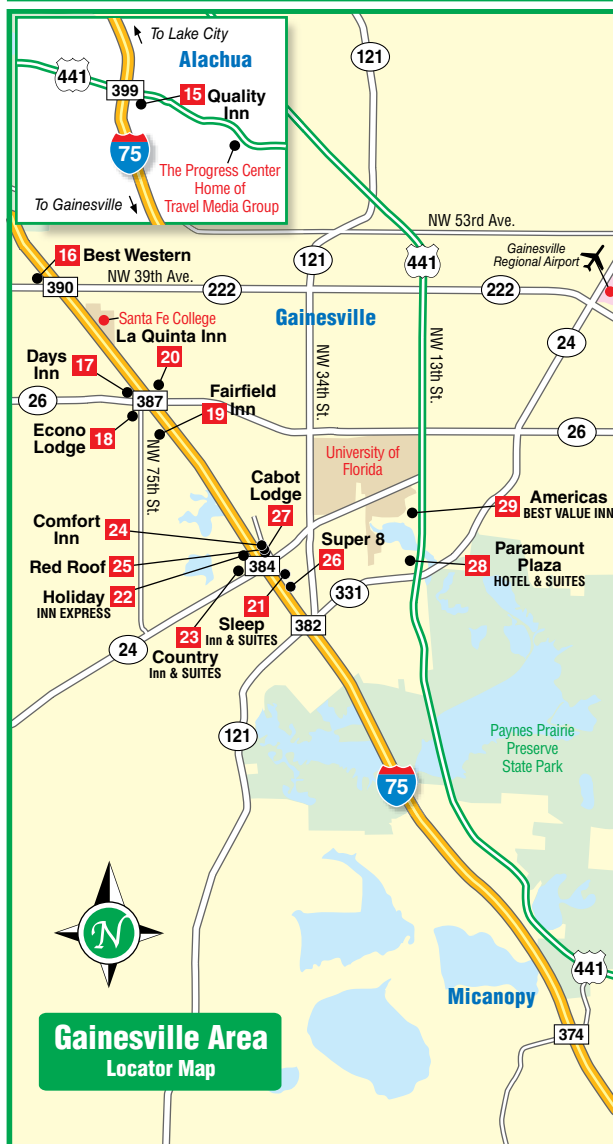 To Lake City
Alachua
441
399
15 Quality
Inn
75
The Progress Center
Home of
Travel Media Group
To Gainesville
121
NW 53rd Ave.
16 Best Western
390
NW 39th Ave.
222
121
441
222
Gainesville
Regional Airport
Santa Fe College
Gainesville
La Quinta Inn
20
24
Days
Inn
17
NW 34th St.
NW 13th St.
26
387
Fairfield
Inn
19
Econo
Lodge 18
NW 75th St.
26
University of
Florida
Cabot
Lodge
27
Comfort
Inn
24
Red Roof 25
Holiday
INN EXPRESS
22
384
Super 8
26
29 Americas
BEST VALUE INN
28 Paramount
Plaza
HOTEL & SUITES
21
Sleep
Inn & SUITES
331
382
23
Country
Inn & SUITES
24
121
75
Paynes Prairie
Preserve
State Park
N
441
Micanopy
374
Gainesville Area
Locator Map